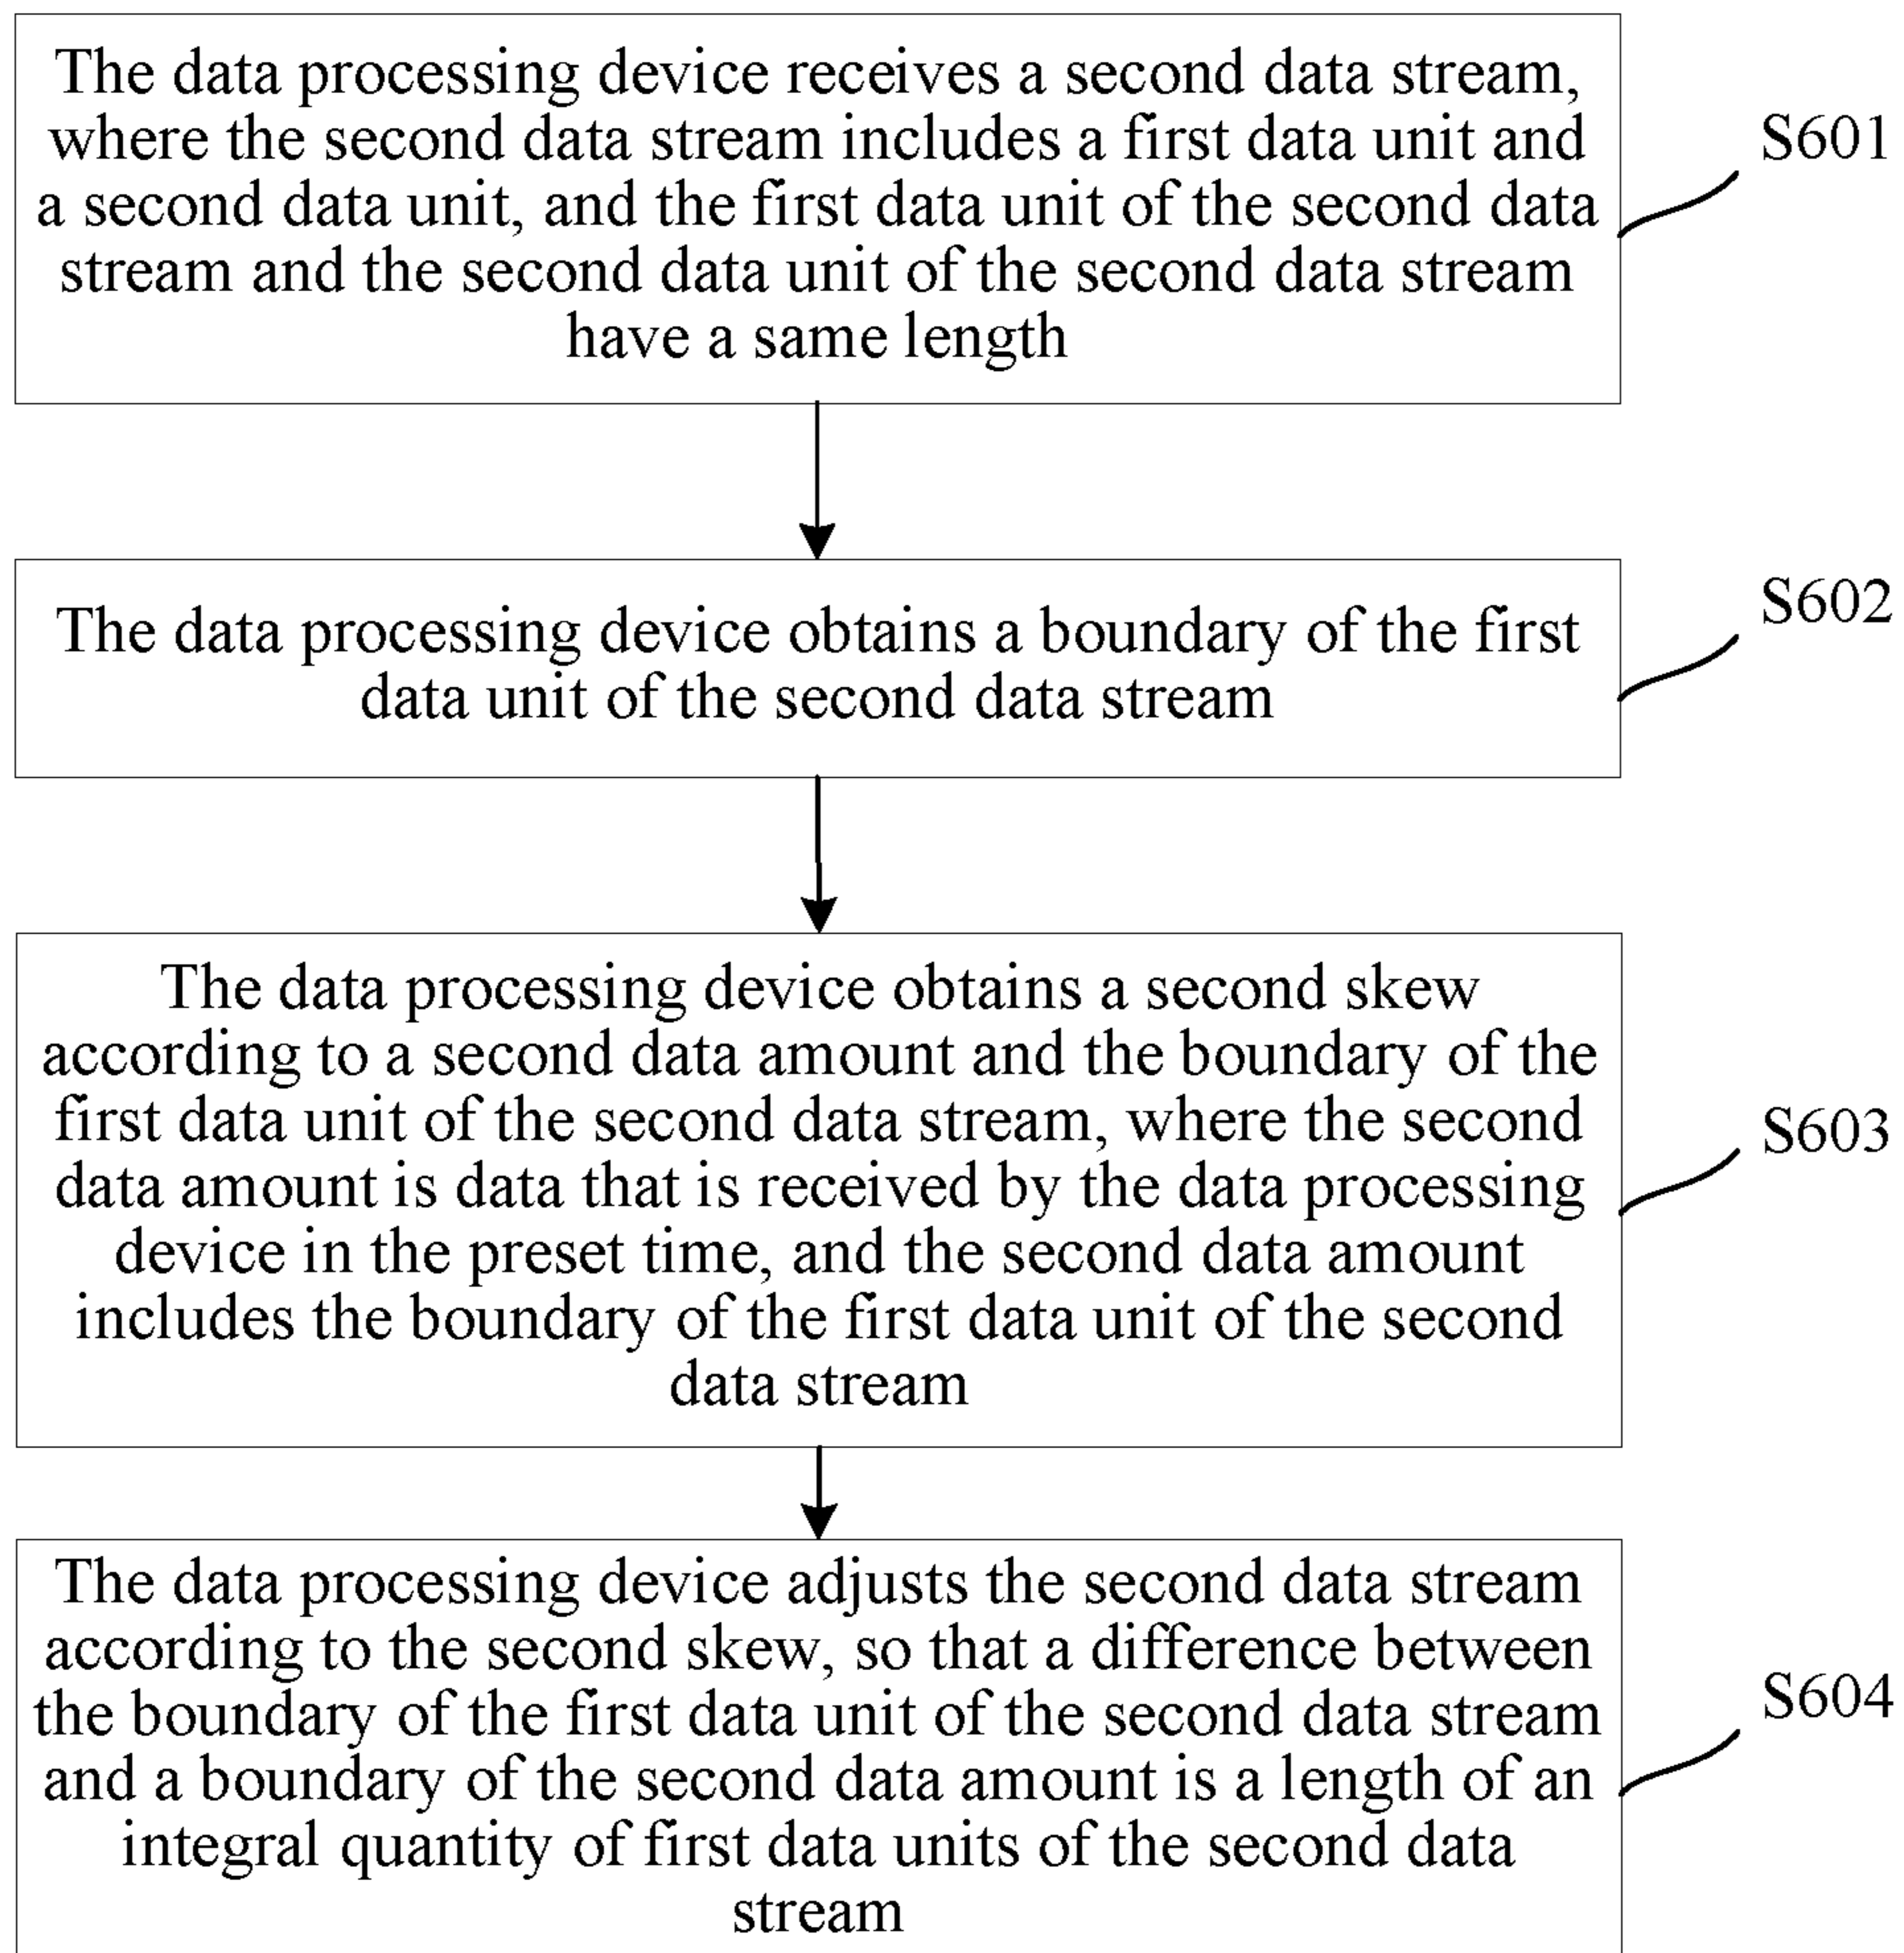 The data processing device receives a second data stream,
where the second data stream includes a first data unit and
a second data unit, and the first data unit of the second data
stream and the second data unit of the second data stream
have a same length
S601
The data processing device obtains a boundary of the first
data unit of the second data stream
S602
The data processing device obtains a second skew
according to a second data amount and the boundary of the
first data unit of the second data stream, where the second
data amount is data that is received by the data processing
device in the preset time, and the second data amount
includes the boundary of the first data unit of the second
data stream
S603
The data processing device adjusts the second data stream
according to the second skew, so that a difference between
the boundary of the first data unit of the second data stream
and a boundary of the second data amount is a length of an
integral quantity of first data units of the second data
stream
S604